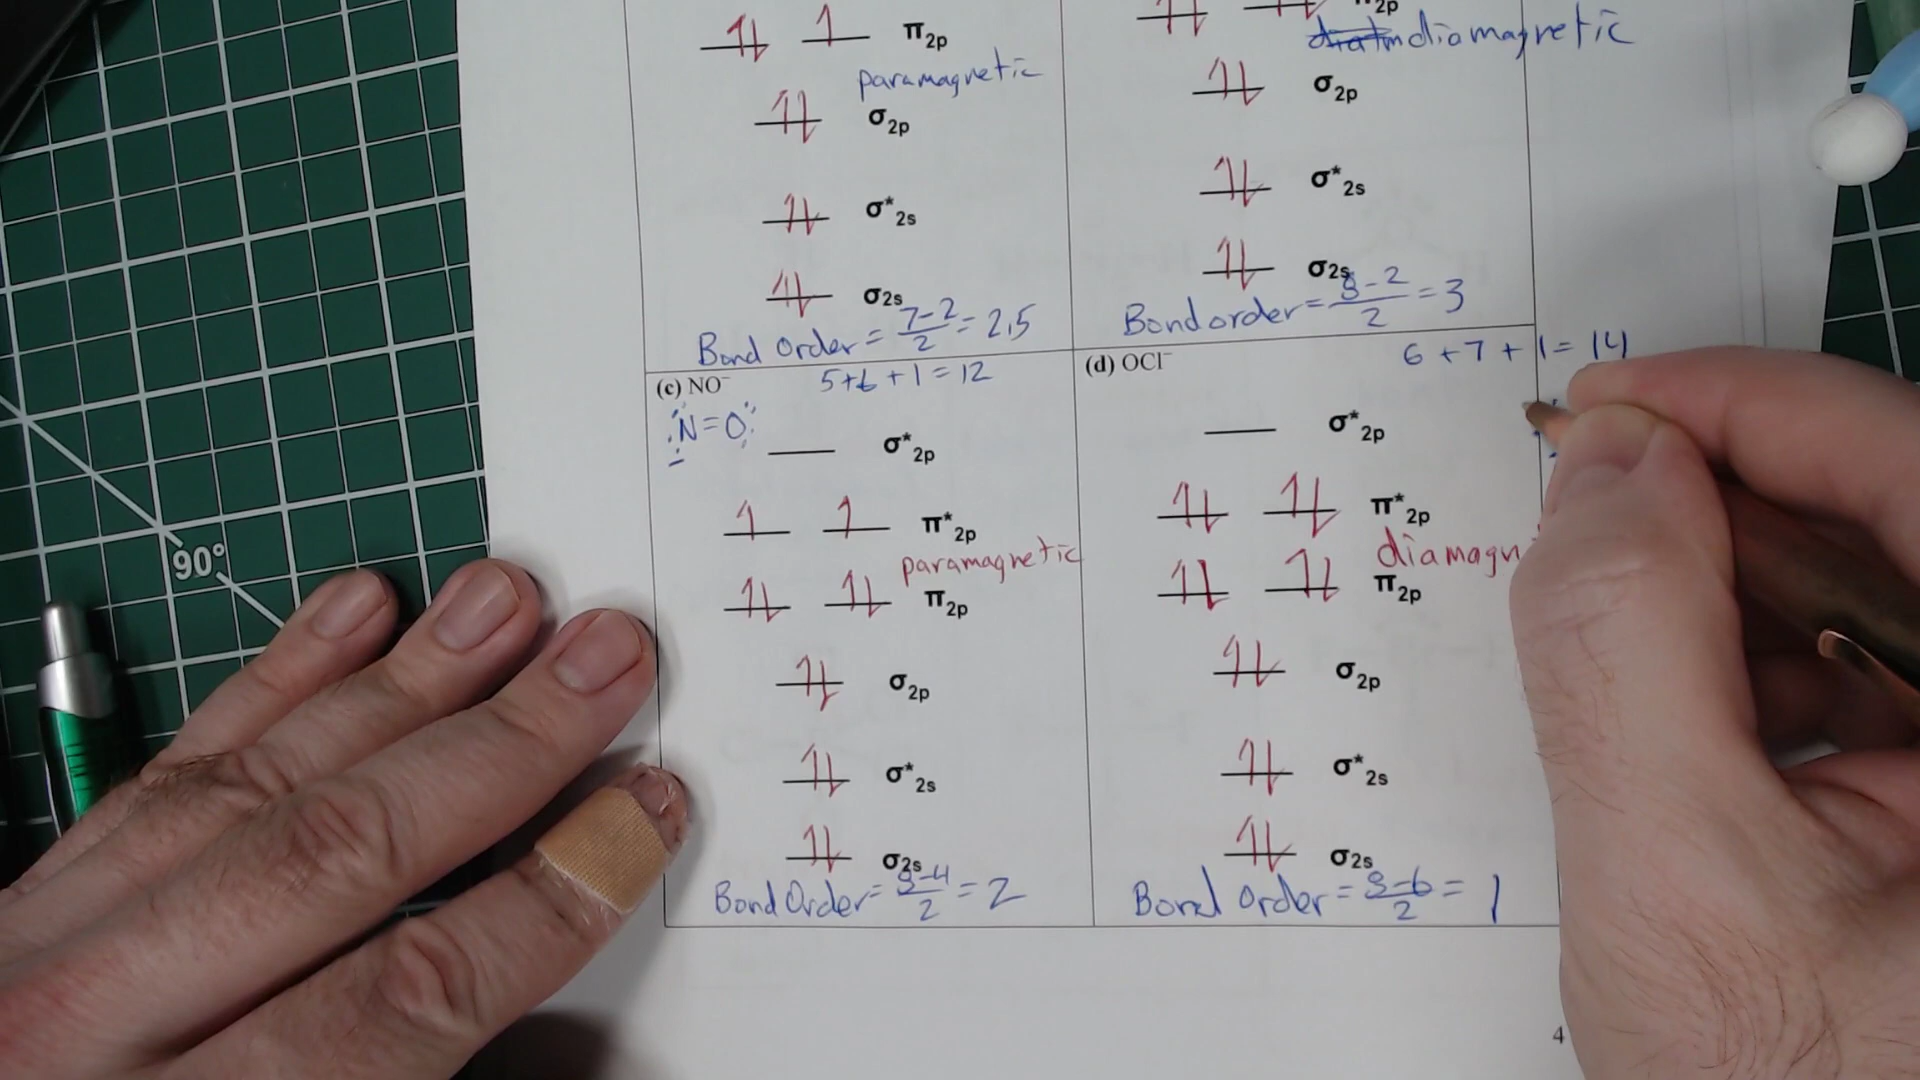 π2p
paramagnetic
σ2p
σ*2s
σ2s
Bond Order = 7-2/2 = 2.5
π2p
diamagnetic
σ2p
σ*2s
σ2s
Bond order = 8-2/2 = 3
(c) NO⁻ 5+6+1=12
:N=O:
σ*2p
π*2p
paramagnetic
π2p
σ2p
σ*2s
σ2s
Bond Order = 8-4/2 = 2
(d) OCl⁻ 6+7+1=14
σ*2p
π*2p
diamagn
π2p
σ2p
σ*2s
σ2s
Bond Order = 8-6/2 = 1
4
90°